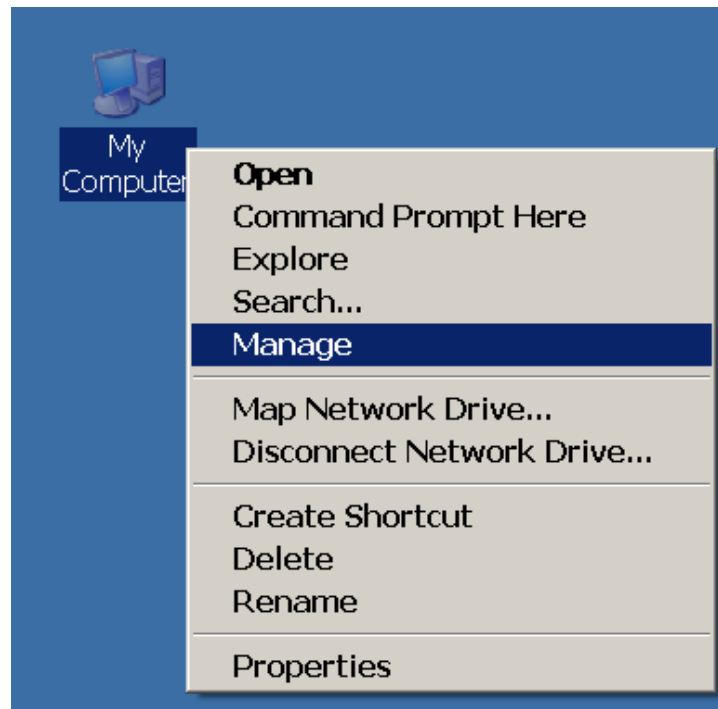 My
Computer
Open
Command Prompt Here
Explore
Search...
Manage
Map Network Drive...
Disconnect Network Drive...
Create Shortcut
Delete
Rename
Properties